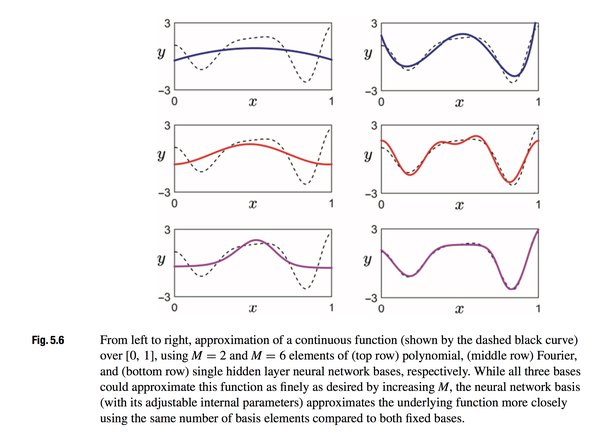 3
3
y
y
−3
−3
0
x
1
0
x
1
3
3
y
y
−3
−3
0
x
1
0
x
1
3
3
y
y
−3
−3
0
x
1
0
x
1
Fig. 5.6 From left to right, approximation of a continuous function (shown by the dashed black curve)
over [0, 1], using M = 2 and M = 6 elements of (top row) polynomial, (middle row) Fourier,
and (bottom row) single hidden layer neural network bases, respectively. While all three bases
could approximate this function as finely as desired by increasing M, the neural network basis
(with its adjustable internal parameters) approximates the underlying function more closely
using the same number of basis elements compared to both fixed bases.